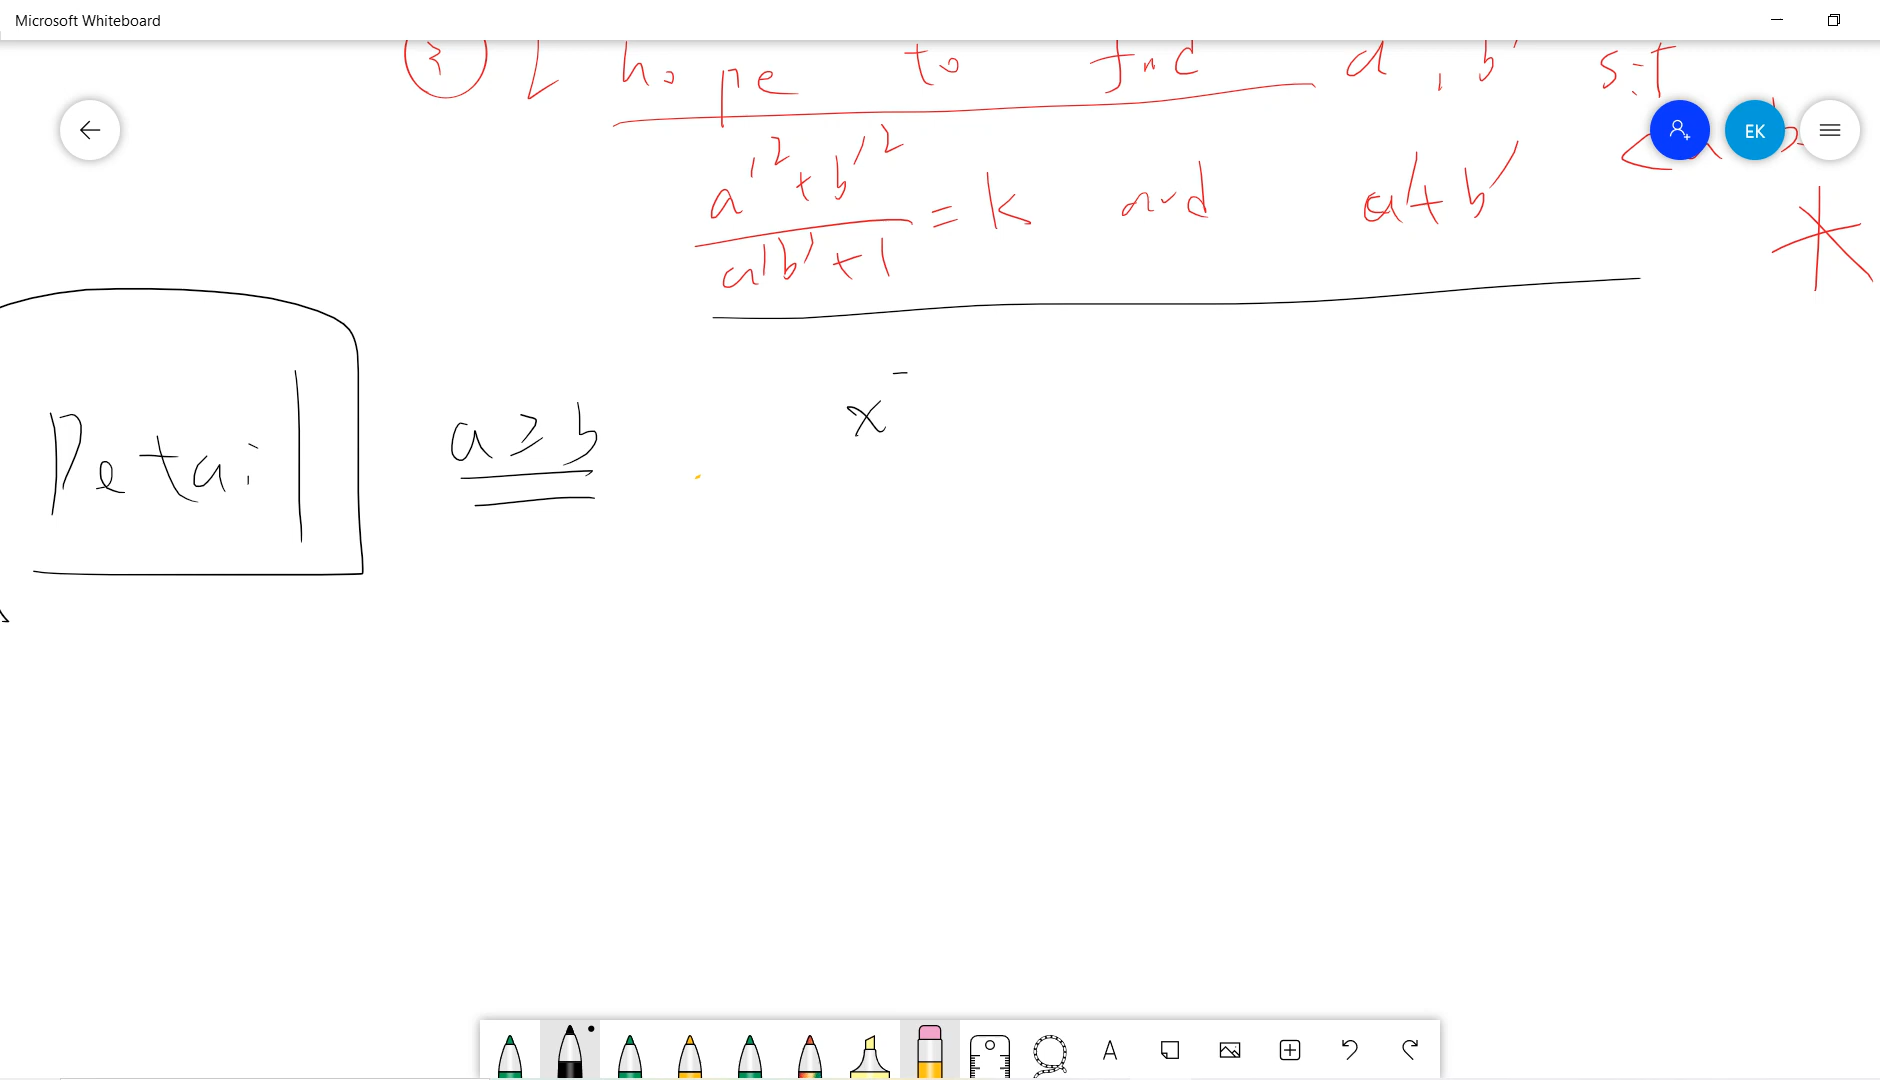 Microsoft Whiteboard
③ I hope to find a', b' s.t
a'²+b'²/a'b'+1 = k and a'+b' <
EK
*
Detail a ≥ b x⁻
A